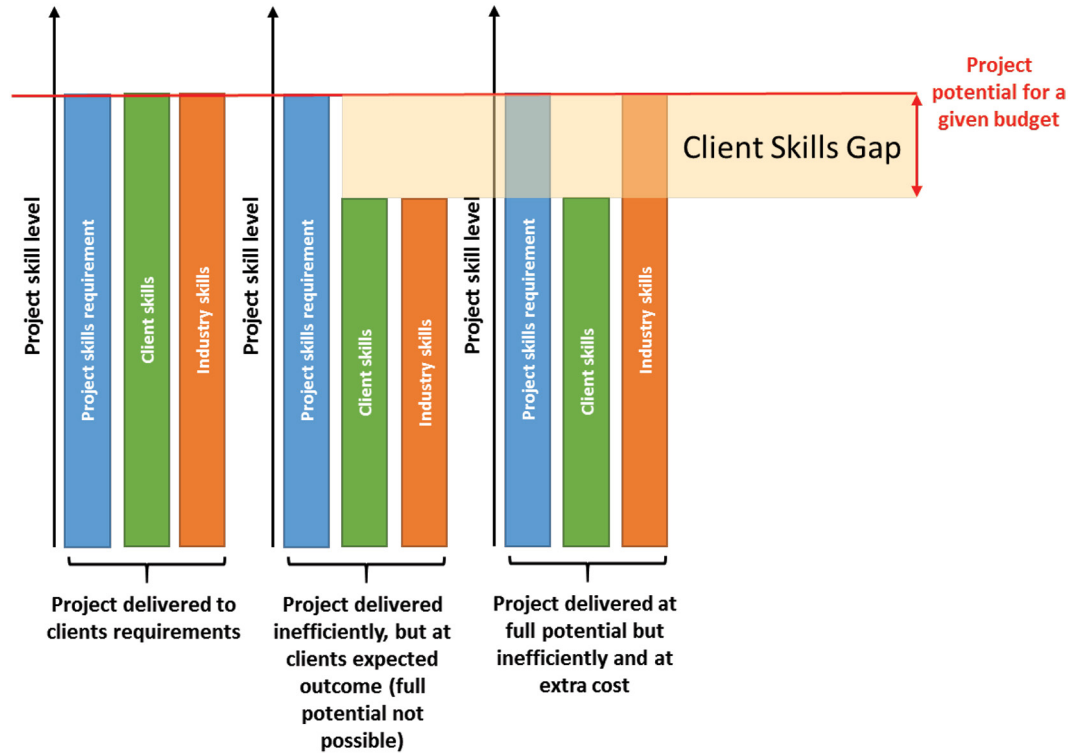 Project
potential for a
given budget
Client Skills Gap
Project skill level
Project skills requirement
Client skills
Industry skills
Project skill level
Project skills requirement
Client skills
Industry skills
Project skill level
Project skills requirement
Client skills
Industry skills
Project delivered to
clients requirements
Project delivered
inefficiently, but at
clients expected
outcome (full
potential not
possible)
Project delivered at
full potential but
inefficiently and at
extra cost